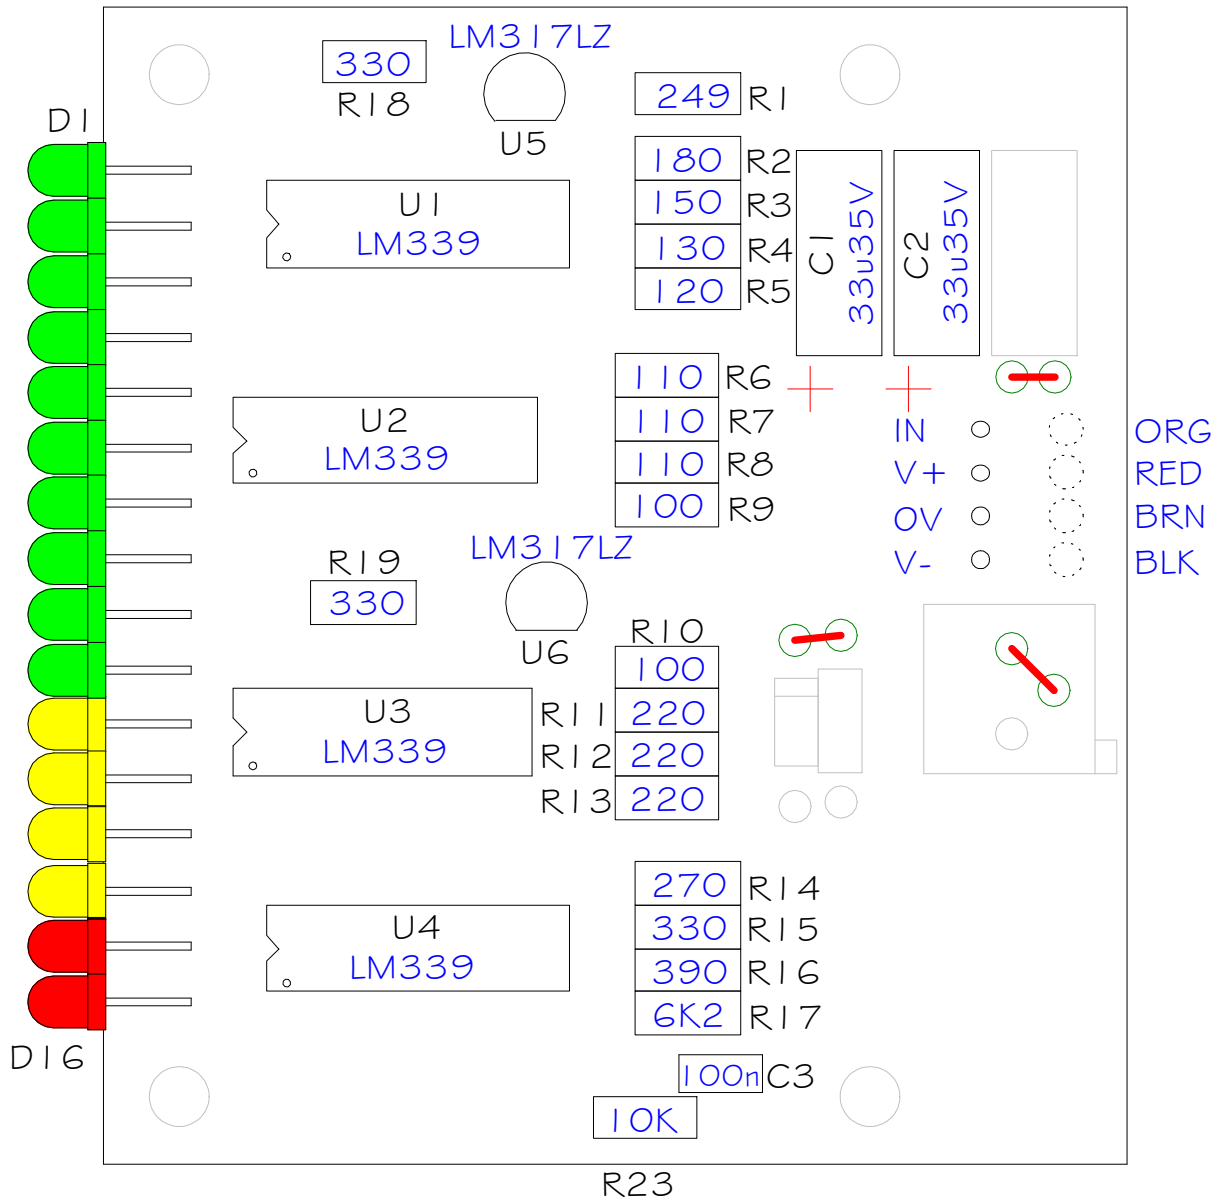 LM317LZ
330
R18
U5
249 R1
D1
180 R2
150 R3
130 R4
120 R5
U1
LM339
C1
33u35V
C2
33u35V
110 R6
110 R7
110 R8
100 R9
U2
LM339
IN ORG
V+ RED
0V BRN
V- BLK
LM317LZ
R19
330
U6
R10
100
R11 220
R12 220
R13 220
U3
LM339
270 R14
330 R15
390 R16
6K2 R17
U4
LM339
D16
100n C3
10K
R23